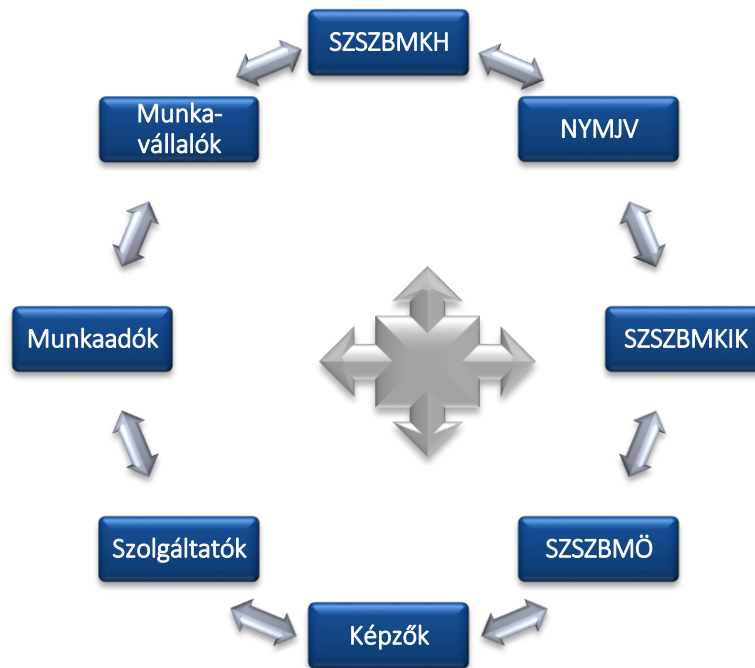 SZSZBMKH
Munka-
vállalók
NYMJV
Munkaadók
SZSZBMKIK
Szolgáltatók
SZSZBMÖ
Képzők